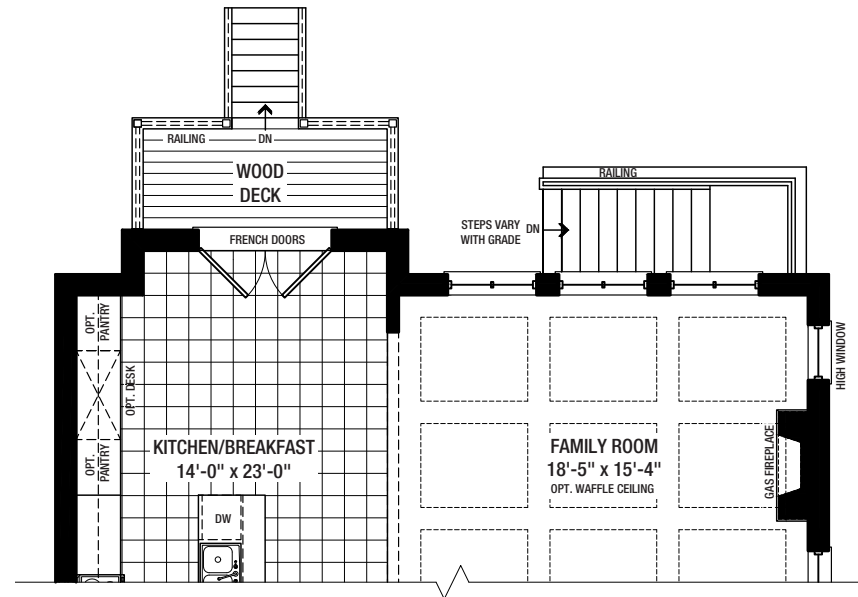 RAILING
DN
WOOD
DECK
FRENCH DOORS
RAILING
STEPS VARY
WITH GRADE
DN
OPT.
PANTRY
OPT. DESK
OPT.
PANTRY
KITCHEN/BREAKFAST
14'-0" x 23'-0"
DW
FAMILY ROOM
18'-5" x 15'-4"
OPT. WAFFLE CEILING
GAS FIREPLACE
HIGH WINDOW